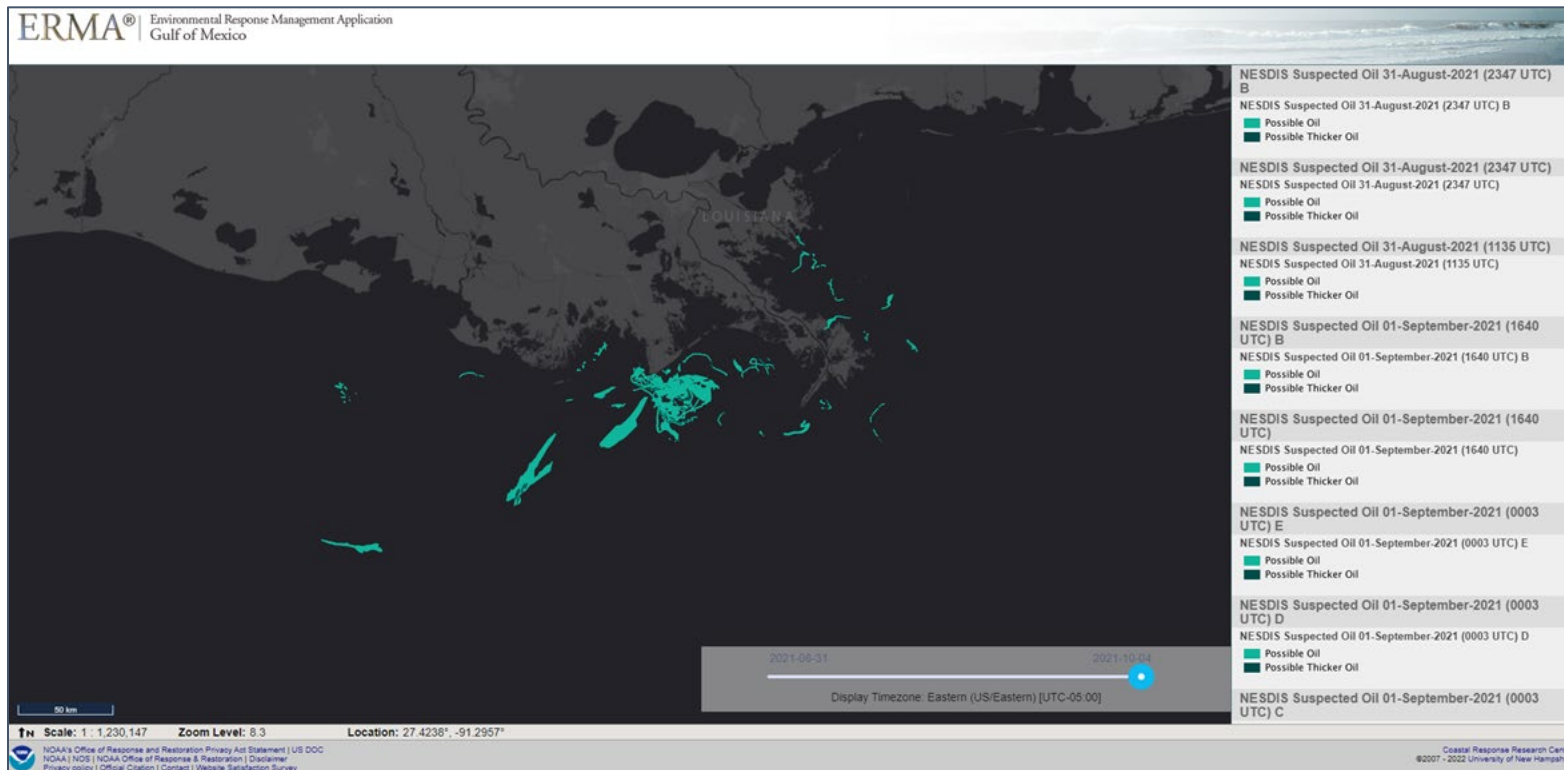 ERMA® Environmental Response Management Application
Gulf of Mexico
LOUISIANA
NESDIS Suspected Oil 31-August-2021 (2347 UTC)
B
NESDIS Suspected Oil 31-August-2021 (2347 UTC) B
Possible Oil
Possible Thicker Oil
NESDIS Suspected Oil 31-August-2021 (2347 UTC)
NESDIS Suspected Oil 31-August-2021 (2347 UTC)
Possible Oil
Possible Thicker Oil
NESDIS Suspected Oil 31-August-2021 (1135 UTC)
NESDIS Suspected Oil 31-August-2021 (1135 UTC)
Possible Oil
Possible Thicker Oil
NESDIS Suspected Oil 01-September-2021 (1640
UTC) B
NESDIS Suspected Oil 01-September-2021 (1640 UTC) B
Possible Oil
Possible Thicker Oil
NESDIS Suspected Oil 01-September-2021 (1640
UTC)
NESDIS Suspected Oil 01-September-2021 (1640 UTC)
Possible Oil
Possible Thicker Oil
NESDIS Suspected Oil 01-September-2021 (0003
UTC) E
NESDIS Suspected Oil 01-September-2021 (0003 UTC) E
Possible Oil
Possible Thicker Oil
NESDIS Suspected Oil 01-September-2021 (0003
UTC) D
NESDIS Suspected Oil 01-September-2021 (0003 UTC) D
Possible Oil
Possible Thicker Oil
NESDIS Suspected Oil 01-September-2021 (0003
UTC) C
2021-10-04
Display Timezone: Eastern (US/Eastern) [UTC-05:00]
50 km
N Scale: 1 : 1,230,147 Zoom Level: 8.3 Location: 27.4238°, -91.2957°
NOAA's Office of Response and Restoration Privacy Act Statement | US DOC
NOAA | NOS | NOAA Office of Response & Restoration | Disclaimer
Privacy policy | Official Citation | Contact | Website Satisfaction Survey
Coastal Response Research Cen
©2007 - 2022 University of New Hampsh